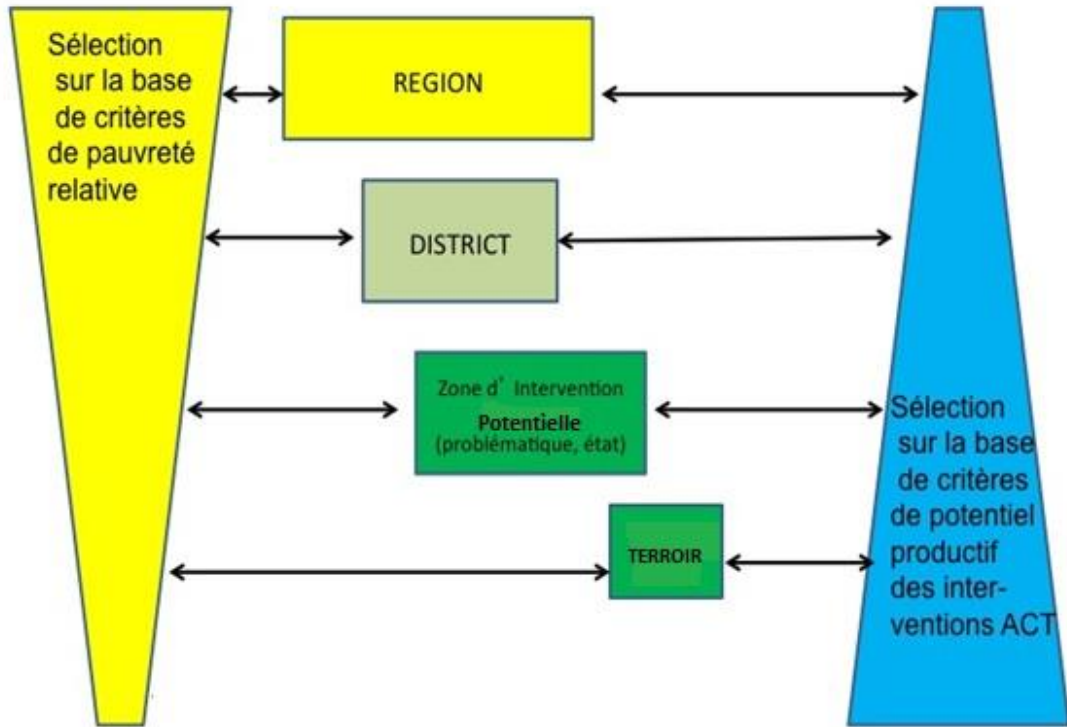 Sélection
sur la base
de critères
de pauvreté
relative
REGION
DISTRICT
Zone d' Intervention
Potentielle
(problématique, état)
TERROIR
Sélection
sur la base
de critères
de potentiel
productif
des inter-
ventions ACT